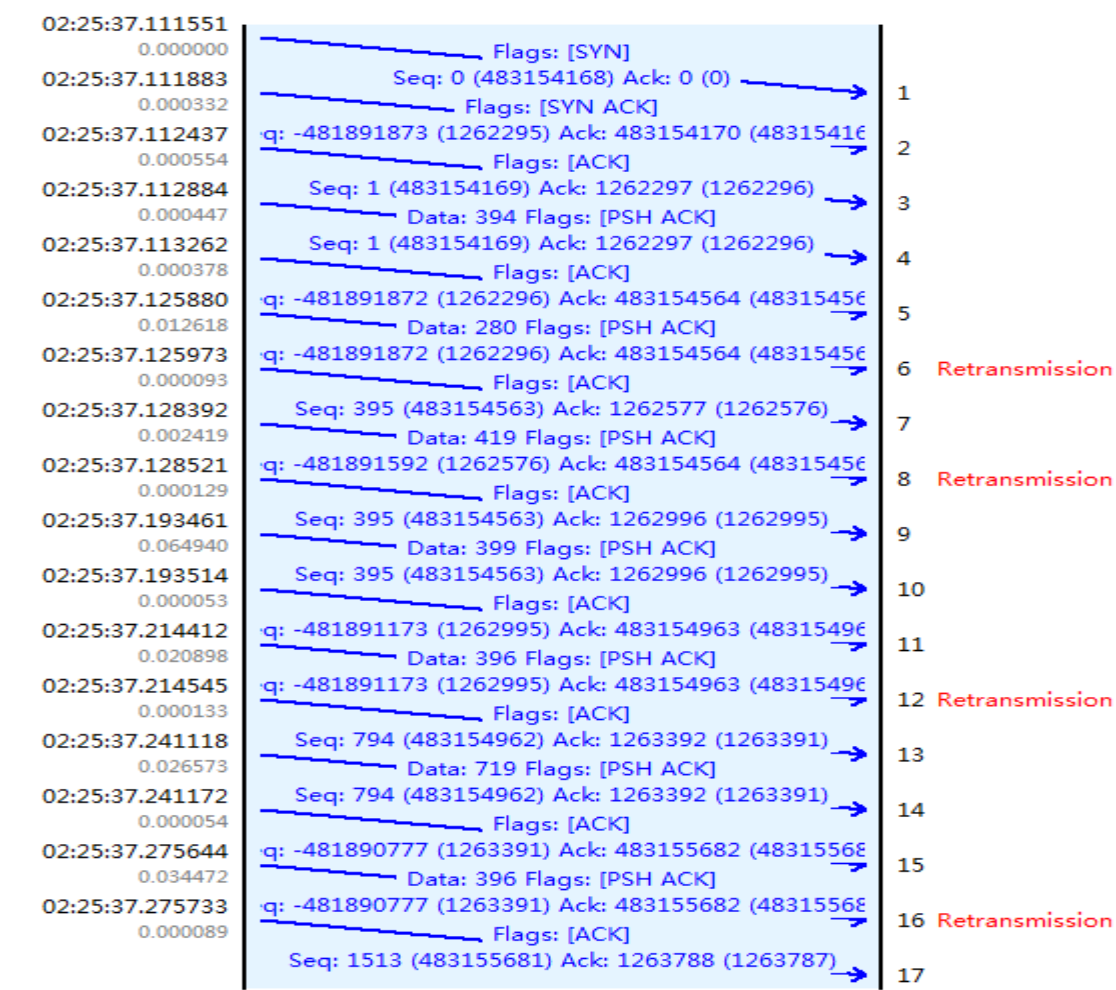 02:25:37.111551
0.000000 Flags: [SYN]
02:25:37.111883 Seq: 0 (483154168) Ack: 0 (0) 1
0.000332 Flags: [SYN ACK]
02:25:37.112437 q: -481891873 (1262295) Ack: 483154170 (48315416 2
0.000554 Flags: [ACK]
02:25:37.112884 Seq: 1 (483154169) Ack: 1262297 (1262296) 3
0.000447 Data: 394 Flags: [PSH ACK]
02:25:37.113262 Seq: 1 (483154169) Ack: 1262297 (1262296) 4
0.000378 Flags: [ACK]
02:25:37.125880 q: -481891872 (1262296) Ack: 483154564 (48315456 5
0.012618 Data: 280 Flags: [PSH ACK]
02:25:37.125973 q: -481891872 (1262296) Ack: 483154564 (48315456 6 Retransmission
0.000093 Flags: [ACK]
02:25:37.128392 Seq: 395 (483154563) Ack: 1262577 (1262576) 7
0.002419 Data: 419 Flags: [PSH ACK]
02:25:37.128521 q: -481891592 (1262576) Ack: 483154564 (48315456 8 Retransmission
0.000129 Flags: [ACK]
02:25:37.193461 Seq: 395 (483154563) Ack: 1262996 (1262995) 9
0.064940 Data: 399 Flags: [PSH ACK]
02:25:37.193514 Seq: 395 (483154563) Ack: 1262996 (1262995) 10
0.000053 Flags: [ACK]
02:25:37.214412 q: -481891173 (1262995) Ack: 483154963 (48315496 11
0.020898 Data: 396 Flags: [PSH ACK]
02:25:37.214545 q: -481891173 (1262995) Ack: 483154963 (48315496 12 Retransmission
0.000133 Flags: [ACK]
02:25:37.241118 Seq: 794 (483154962) Ack: 1263392 (1263391) 13
0.026573 Data: 719 Flags: [PSH ACK]
02:25:37.241172 Seq: 794 (483154962) Ack: 1263392 (1263391) 14
0.000054 Flags: [ACK]
02:25:37.275644 q: -481890777 (1263391) Ack: 483155682 (48315568 15
0.034472 Data: 396 Flags: [PSH ACK]
02:25:37.275733 q: -481890777 (1263391) Ack: 483155682 (48315568 16 Retransmission
0.000089 Flags: [ACK]
Seq: 1513 (483155681) Ack: 1263788 (1263787) 17